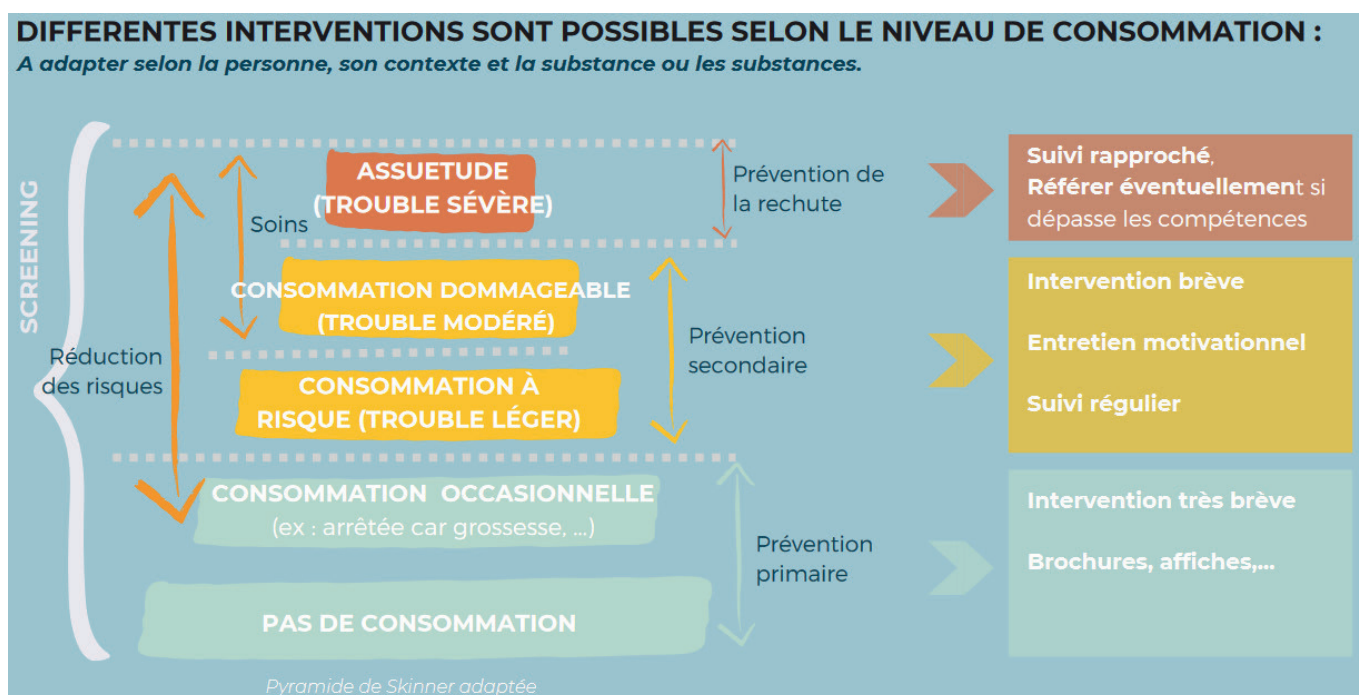 DIFFERENTES INTERVENTIONS SONT POSSIBLES SELON LE NIVEAU DE CONSOMMATION :
A adapter selon la personne, son contexte et la substance ou les substances.
SCREENING
Réduction
des risques
Soins
ASSUETUDE
(TROUBLE SÉVÈRE)
Prévention de
la rechute
Suivi rapproché,
Référer éventuellement si
dépasse les compétences
CONSOMMATION DOMMAGEABLE
(TROUBLE MODÉRÉ)
CONSOMMATION À
RISQUE (TROUBLE LÉGER)
Prévention
secondaire
Intervention brève
Entretien motivationnel
Suivi régulier
CONSOMMATION OCCASIONNELLE
(ex : arrêtée car grossesse, ...)
PAS DE CONSOMMATION
Prévention
primaire
Intervention très brève
Brochures, affiches,...
Pyramide de Skinner adaptée